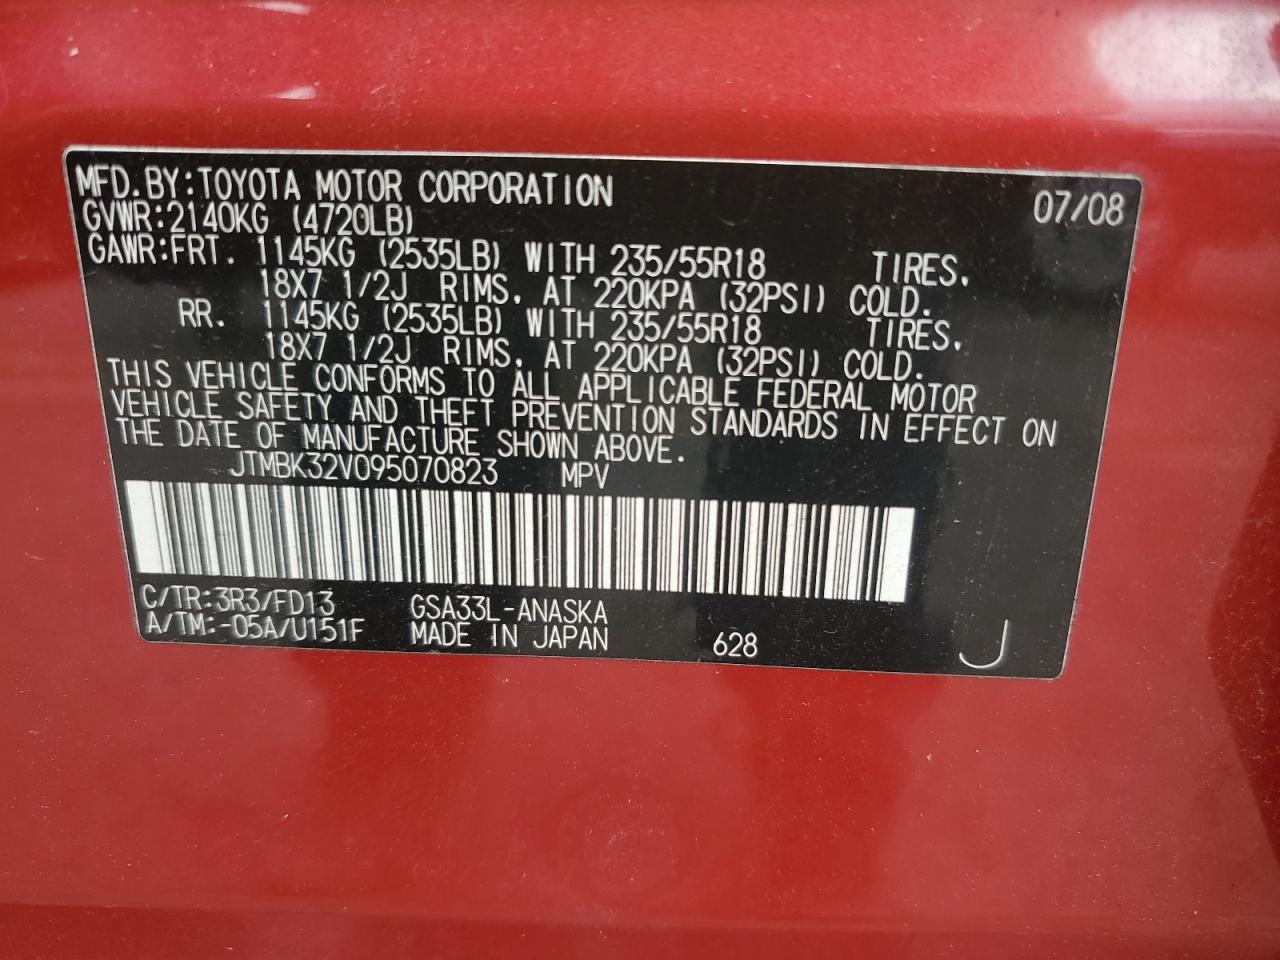 MFD.BY:TOYOTA MOTOR CORPORATION 07/08
GVWR:2140KG (4720LB)
GAWR:FRT. 1145KG (2535LB) WITH 235/55R18 TIRES.
18X7 1/2J RIMS. AT 220KPA (32PSI) COLD.
RR. 1145KG (2535LB) WITH 235/55R18 TIRES.
18X7 1/2J RIMS. AT 220KPA (32PSI) COLD.
THIS VEHICLE CONFORMS TO ALL APPLICABLE FEDERAL MOTOR
VEHICLE SAFETY AND THEFT PREVENTION STANDARDS IN EFFECT ON
THE DATE OF MANUFACTURE SHOWN ABOVE.
JTMBK32V095070823 MPV
C/TR:3R3/FD13 GSA33L-ANASKA
A/TM:-05A/U151F MADE IN JAPAN 628 J